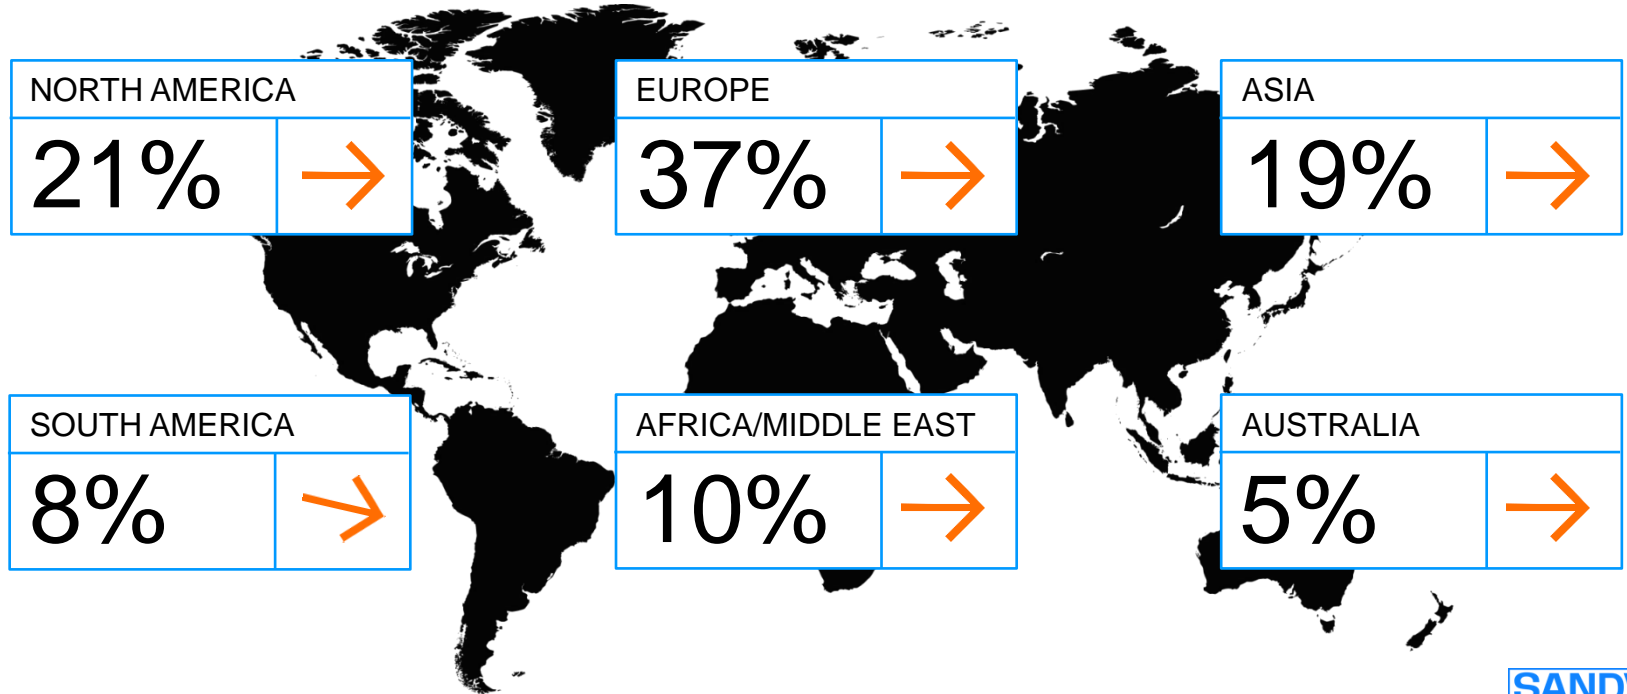 NORTH AMERICA
21%
EUROPE
37%
ASIA
19%
SOUTH AMERICA
8%
AFRICA/MIDDLE EAST
10%
AUSTRALIA
5%